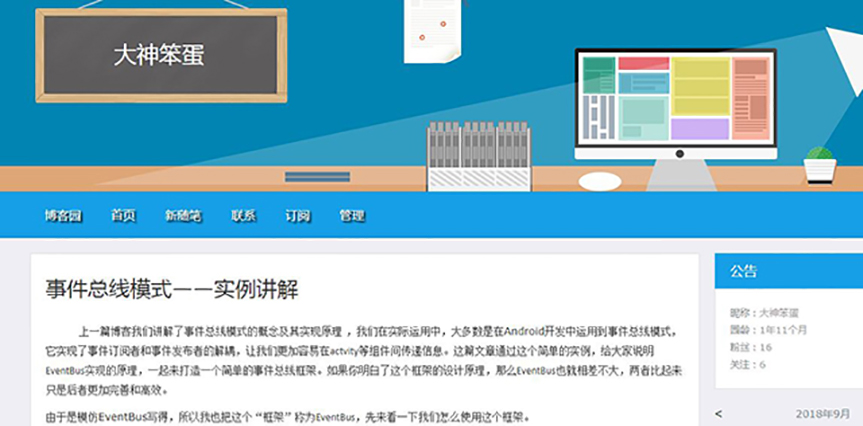 大神笨蛋
博客园 首页 新随笔 联系 订阅 管理
事件总线模式——实例讲解
上一篇博客我们讲解了事件总线模式的概念及其实现原理 ，我们在实际运用中，大多数是在Android开发中运用到事件总线模式，
它实现了事件订阅者和事件发布者的解耦，让我们更加容易在actvity等组件间传递信息。这篇文章通过这个简单的实例，给大家说明
EventBus实现的原理，一起来打造一个简单的事件总线框架。如果你明白了这个框架的设计原理，那么EventBus也就相差不大，两者比起来
只是后者更加完善和高效。
由于是模仿EventBus写得，所以我也把这个“框架”称为EventBus，先来看一下我们怎么使用这个框架。
公告
昵称：大神笨蛋
园龄：1年11个月
粉丝：16
关注：6
< 2018年9月